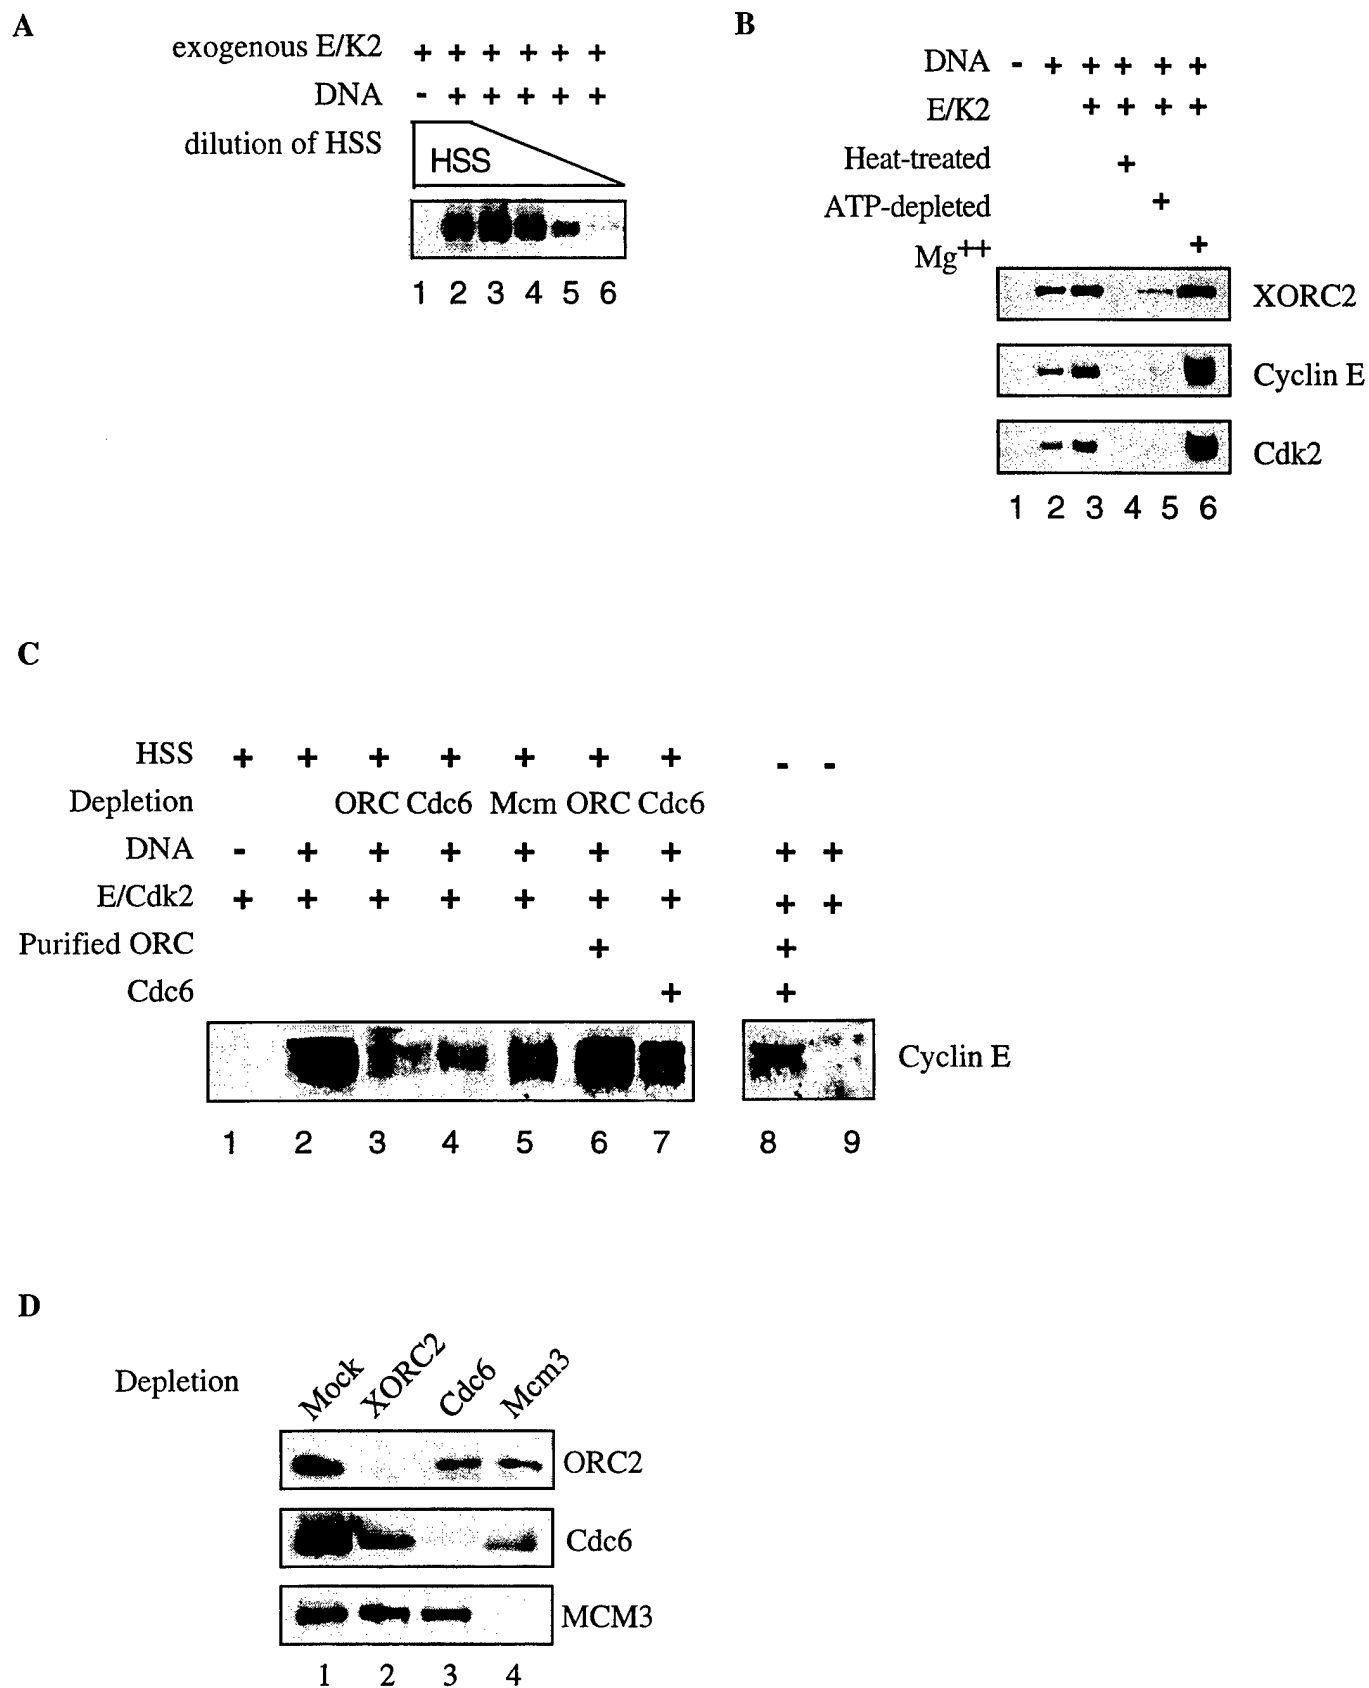 A
exogenous E/K2 + + + + + +
DNA - + + + + +
dilution of HSS
HSS
1 2 3 4 5 6
B
DNA - + + + + +
E/K2 + + + +
Heat-treated +
ATP-depleted +
Mg++ +
XORC2
Cyclin E
Cdk2
1 2 3 4 5 6
C
HSS + + + + + + + - -
Depletion ORC Cdc6 Mcm ORC Cdc6
DNA - + + + + + + + +
E/Cdk2 + + + + + + + + +
Purified ORC + +
Cdc6 + +
Cyclin E
1 2 3 4 5 6 7 8 9
D
Depletion Mock XORC2 Cdc6 Mcm3
ORC2
Cdc6
MCM3
1 2 3 4